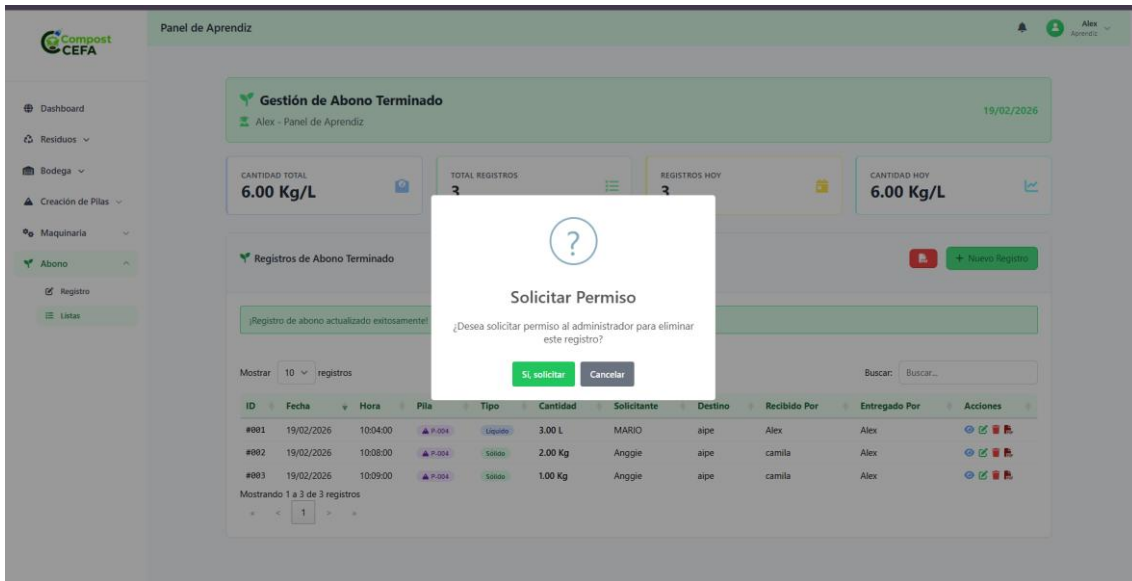 Compost
CEFA
Panel de Aprendiz
Alex
Aprendiz
Dashboard
Residuos
Bodega
Creación de Pilas
Maquinaria
Abono
Registro
Listas
Gestión de Abono Terminado
Alex - Panel de Aprendiz
19/02/2026
CANTIDAD TOTAL
6.00 Kg/L
TOTAL REGISTROS
3
REGISTROS HOY
3
CANTIDAD HOY
6.00 Kg/L
Registros de Abono Terminado
+ Nuevo Registro
¡Registro de abono actualizado exitosamente!
Solicitar Permiso
¿Desea solicitar permiso al administrador para eliminar
este registro?
Sí, solicitar Cancelar
Mostrar 10 registros
Buscar: Buscar...
ID Fecha Hora Pila Tipo Cantidad Solicitante Destino Recibido Por Entregado Por Acciones
#001 19/02/2026 10:04:00 P-004 Líquido 3.00 L MARIO aipe Alex Alex
#002 19/02/2026 10:08:00 P-004 Sólido 2.00 Kg Anggie aipe camila Alex
#003 19/02/2026 10:09:00 P-004 Sólido 1.00 Kg Anggie aipe camila Alex
Mostrando 1 a 3 de 3 registros
« < 1 > »